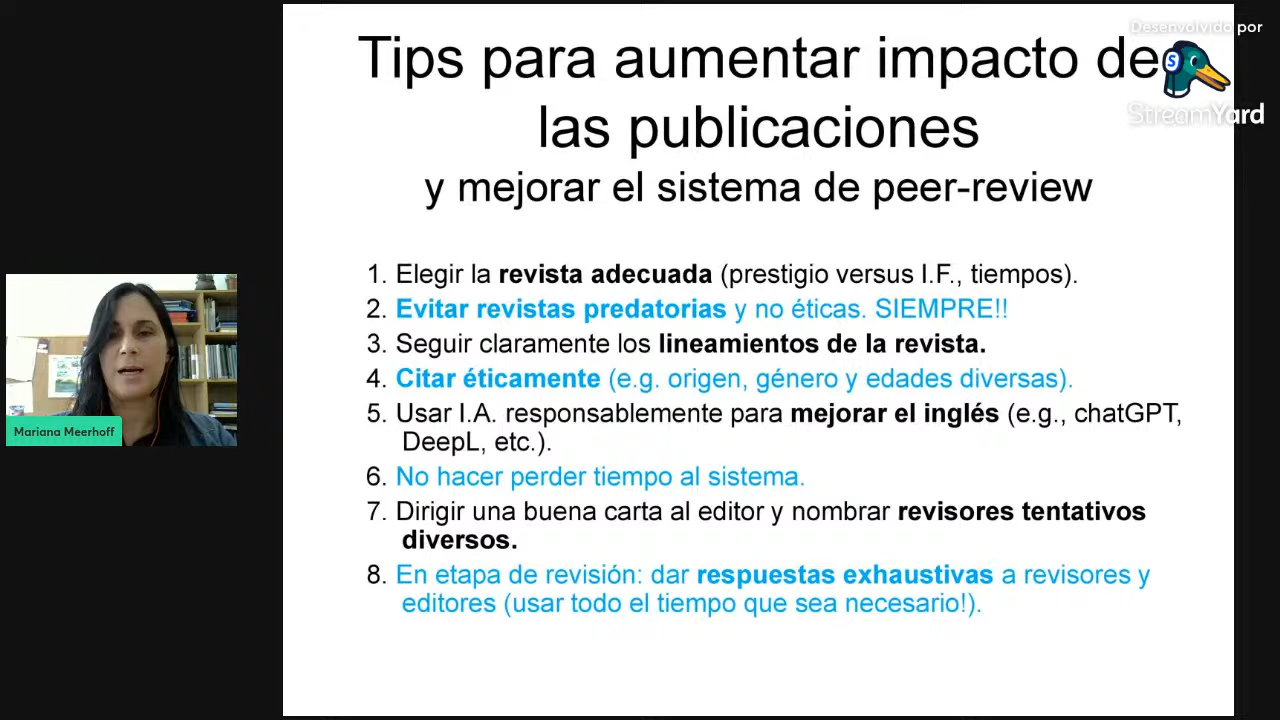 Desenvolvido por
StreamYard
Tips para aumentar impacto de
las publicaciones
y mejorar el sistema de peer-review
1. Elegir la revista adecuada (prestigio versus I.F., tiempos).
2. Evitar revistas predatorias y no éticas. SIEMPRE!!
3. Seguir claramente los lineamientos de la revista.
4. Citar éticamente (e.g. origen, género y edades diversas).
5. Usar I.A. responsablemente para mejorar el inglés (e.g., chatGPT,
DeepL, etc.).
6. No hacer perder tiempo al sistema.
7. Dirigir una buena carta al editor y nombrar revisores tentativos
diversos.
8. En etapa de revisión: dar respuestas exhaustivas a revisores y
editores (usar todo el tiempo que sea necesario!).
Mariana Meerhoff